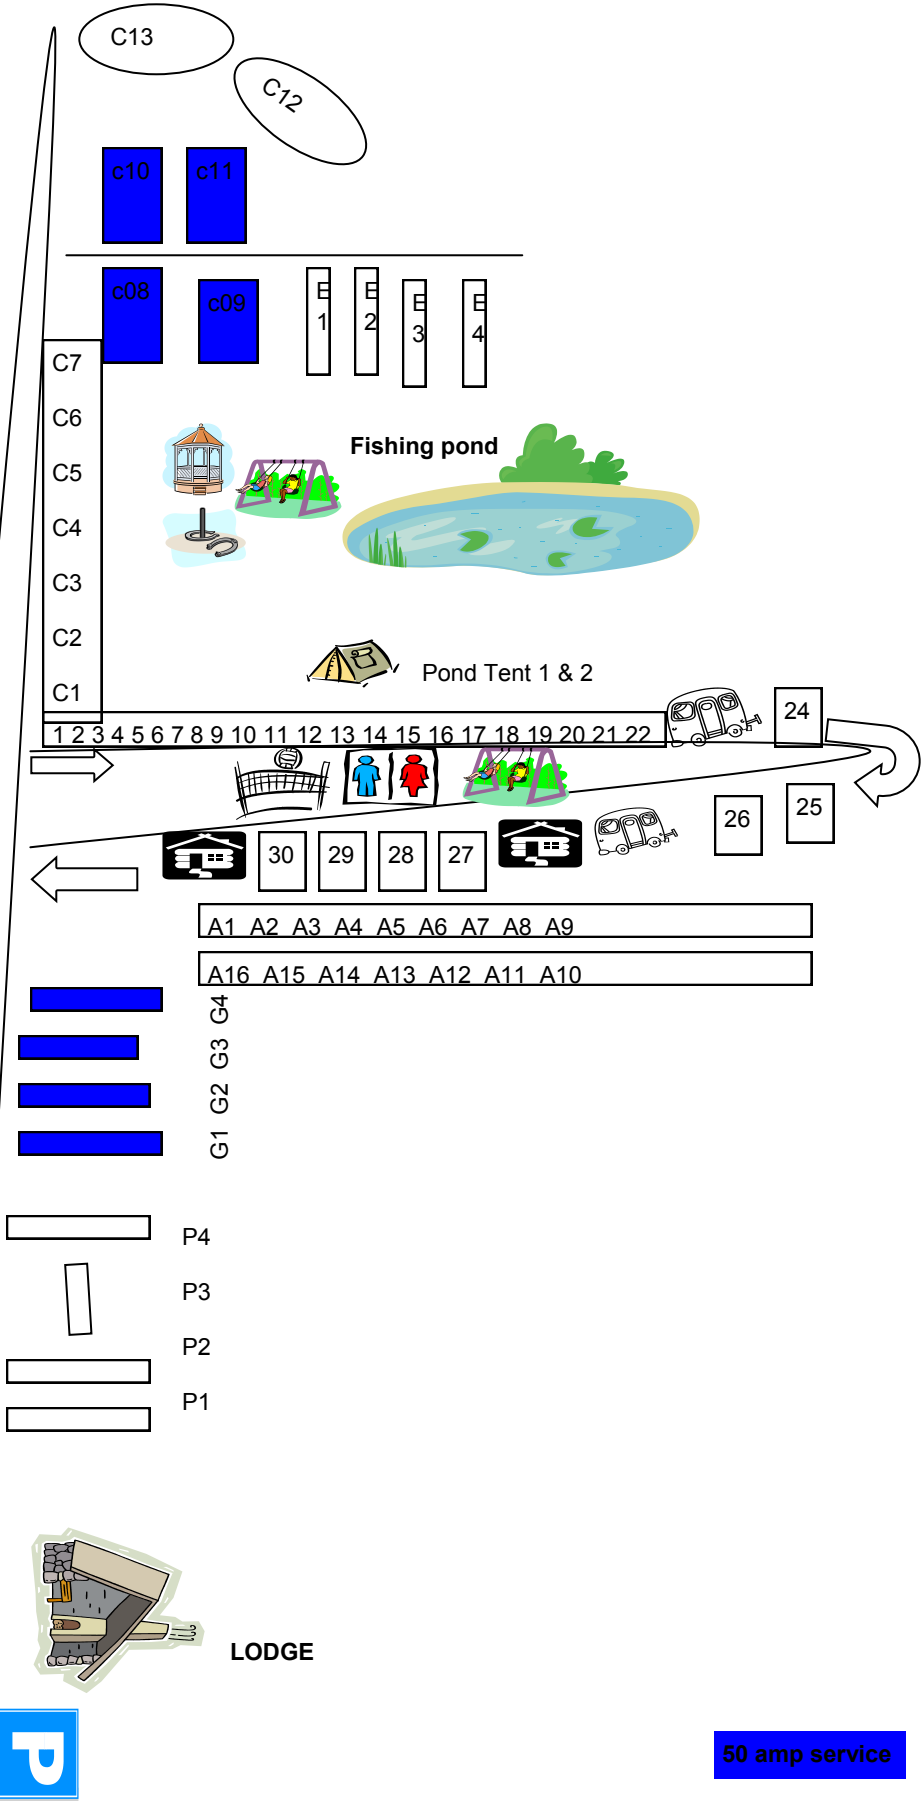 C13
C12
c10 c11
c08 c09 E1 E2 E3 E4
C7
C6
Fishing pond
C5
C4
C3
C2
Pond Tent 1 & 2
C1
24
1 2 3 4 5 6 7 8 9 10 11 12 13 14 15 16 17 18 19 20 21 22
26 25
30 29 28 27
A1 A2 A3 A4 A5 A6 A7 A8 A9
A16 A15 A14 A13 A12 A11 A10
G4
G3
G2
G1
P4
P3
P2
P1
LODGE
P
50 amp service